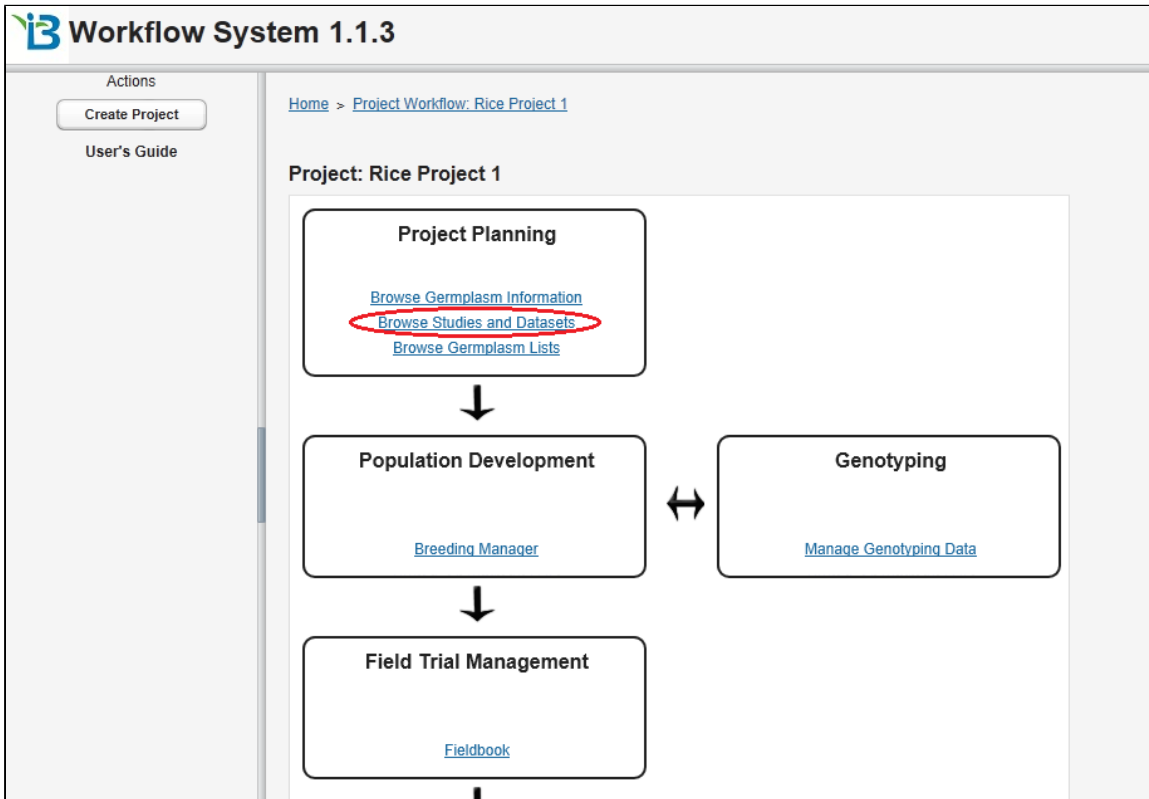 iB Workflow System 1.1.3
Actions
Create Project
User's Guide
Home > Project Workflow: Rice Project 1
Project: Rice Project 1
Project Planning
Browse Germplasm Information
Browse Studies and Datasets
Browse Germplasm Lists
Population Development
Breeding Manager
Genotyping
Manage Genotyping Data
Field Trial Management
Fieldbook